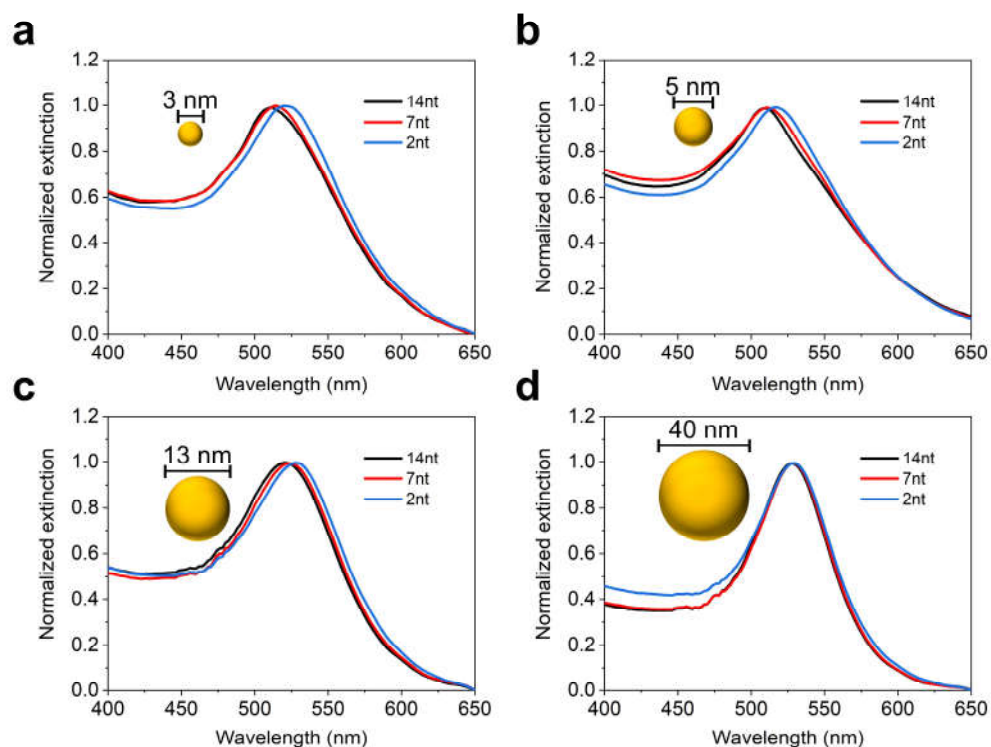 a
1.2
1.0
0.8
0.6
0.4
0.2
0.0
Normalized extinction
3 nm
14nt
7nt
2nt
400 450 500 550 600 650
Wavelength (nm)
b
1.2
1.0
0.8
0.6
0.4
0.2
0.0
Normalized extinction
5 nm
14nt
7nt
2nt
400 450 500 550 600 650
Wavelength (nm)
c
1.2
1.0
0.8
0.6
0.4
0.2
0.0
Normalized extinction
13 nm
14nt
7nt
2nt
400 450 500 550 600 650
Wavelength (nm)
d
1.2
1.0
0.8
0.6
0.4
0.2
0.0
Normalized extinction
40 nm
14nt
7nt
2nt
400 450 500 550 600 650
Wavelength (nm)